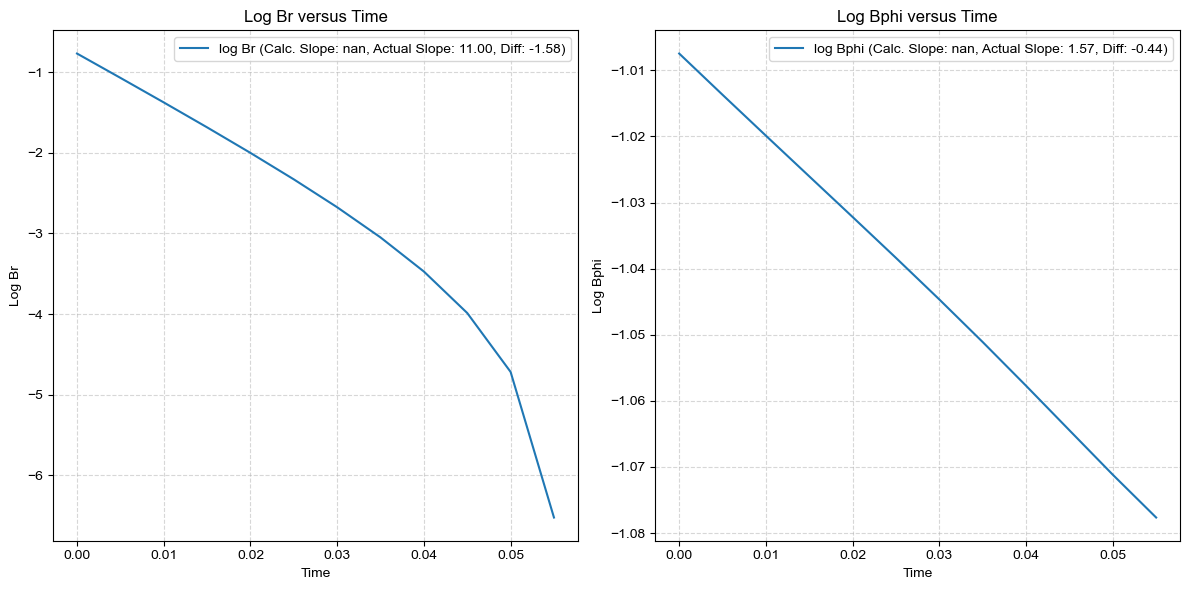 Log Br versus Time
log Br (Calc. Slope: nan, Actual Slope: 11.00, Diff: -1.58)
−1
−2
−3
−4
−5
−6
Log Br
0.00 0.01 0.02 0.03 0.04 0.05
Time
Log Bphi versus Time
log Bphi (Calc. Slope: nan, Actual Slope: 1.57, Diff: -0.44)
−1.01
−1.02
−1.03
−1.04
−1.05
−1.06
−1.07
−1.08
Log Bphi
0.00 0.01 0.02 0.03 0.04 0.05
Time